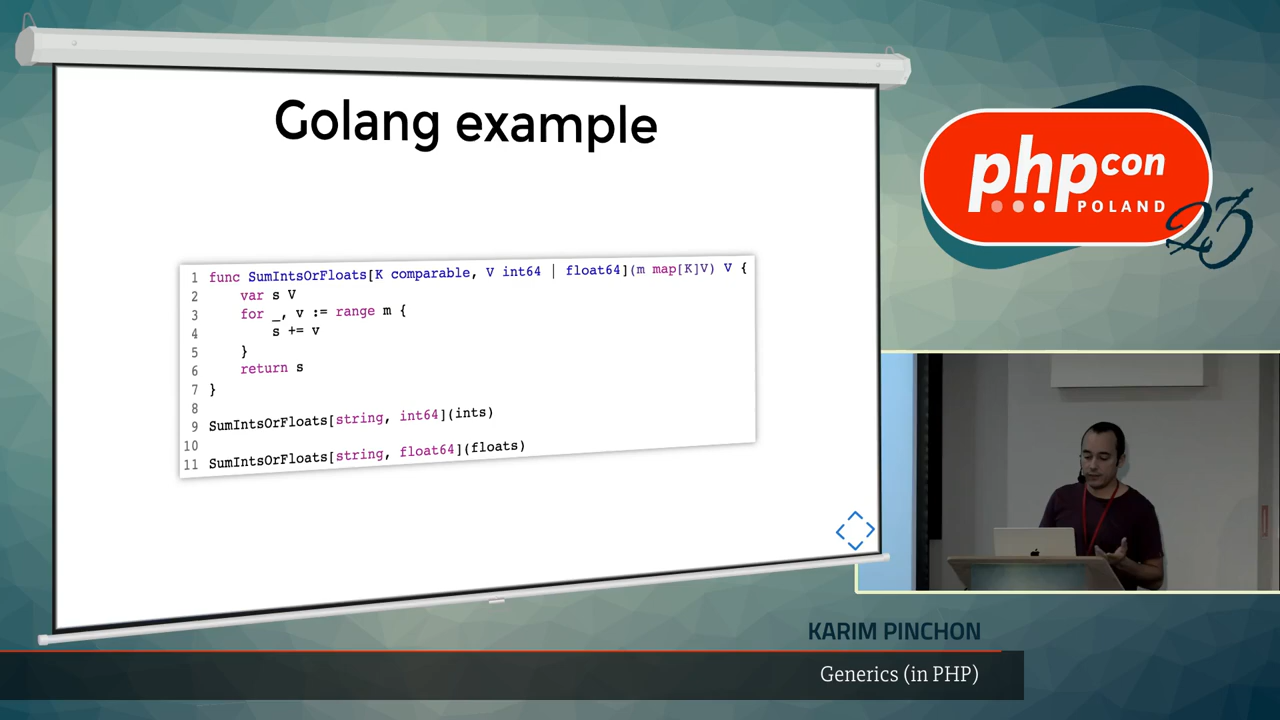 Golang example
1 func SumIntsOrFloats[K comparable, V int64 | float64](m map[K]V) V {
2 var s V
3 for _, v := range m {
4 s += v
5 }
6 return s
7 }
8
9 SumIntsOrFloats[string, int64](ints)
10
11 SumIntsOrFloats[string, float64](floats)
phpcon
POLAND
23
KARIM PINCHON
Generics (in PHP)